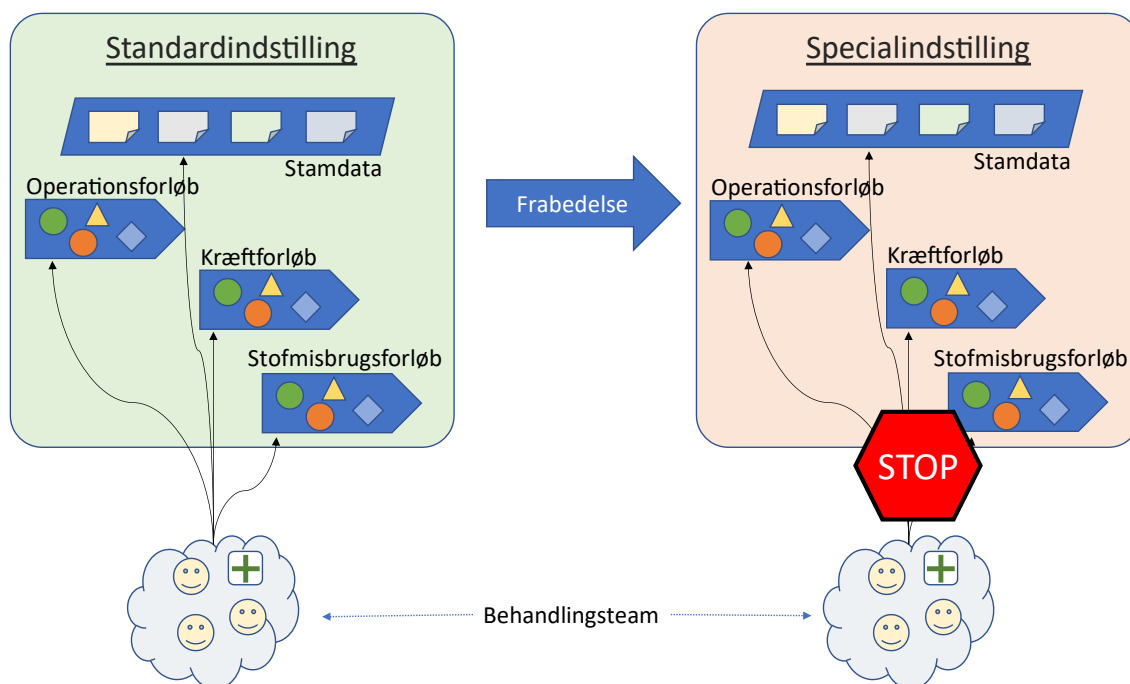 Standardindstilling
Stamdata
Operationsforløb
Kræftforløb
Stofmisbrugsforløb
Frabedelse
Specialindstilling
Stamdata
Operationsforløb
Kræftforløb
Stofmisbrugsforløb
STOP
Behandlingsteam